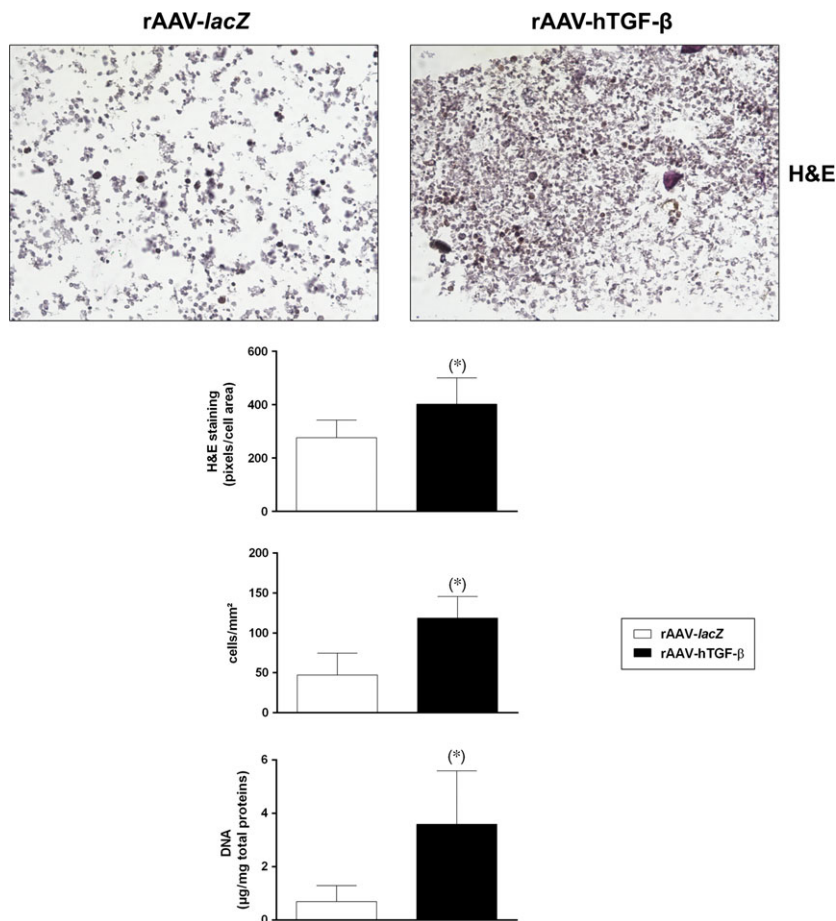 rAAV-lacZ
rAAV-hTGF-β
H&E
600
400
200
0
H&E staining
(pixels/cell area)
(*)
200
150
100
50
0
cells/mm²
(*)
rAAV-lacZ
rAAV-hTGF-β
6
4
2
0
DNA
(μg/mg total proteins)
(*)